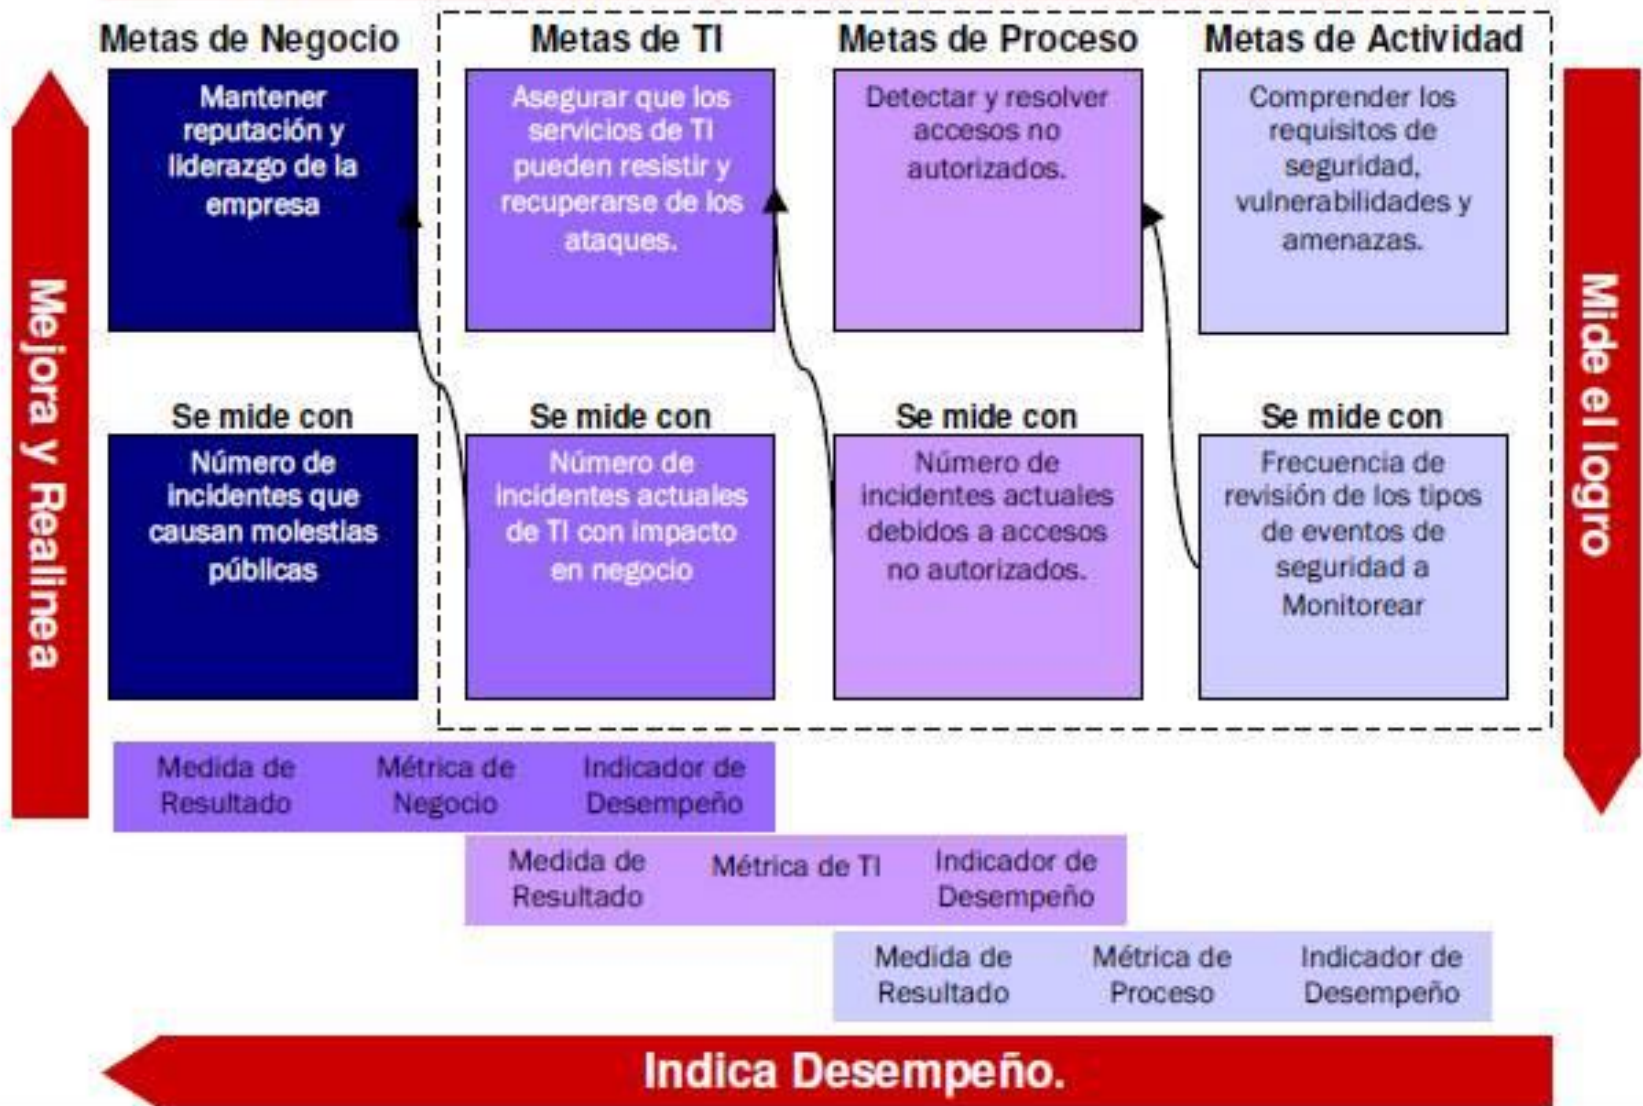 Metas de Negocio
Mantener
reputación y
liderazgo de la
empresa
Se mide con
Número de
incidentes que
causan molestias
públicas
Metas de TI
Asegurar que los
servicios de TI
pueden resistir y
recuperarse de los
ataques.
Se mide con
Número de
incidentes actuales
de TI con impacto
en negocio
Metas de Proceso
Detectar y resolver
accesos no
autorizados.
Se mide con
Número de
incidentes actuales
debidos a accesos
no autorizados.
Metas de Actividad
Comprender los
requisitos de
seguridad,
vulnerabilidades y
amenazas.
Se mide con
Frecuencia de
revisión de los tipos
de eventos de
seguridad a
Monitorear
Mejora y Realinea
Mide el logro
Medida de
Resultado
Métrica de
Negocio
Indicador de
Desempeño
Medida de
Resultado
Métrica de TI
Indicador de
Desempeño
Medida de
Resultado
Métrica de
Proceso
Indicador de
Desempeño
Indica Desempeño.